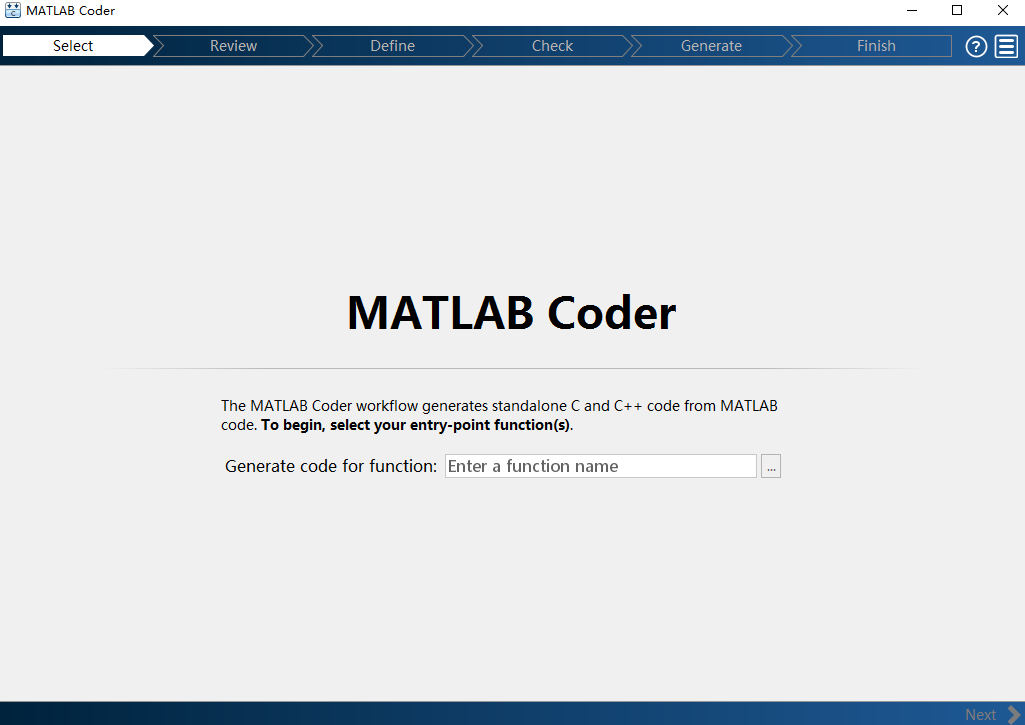 MATLAB Coder
Select Review Define Check Generate Finish
MATLAB Coder
The MATLAB Coder workflow generates standalone C and C++ code from MATLAB
code. To begin, select your entry-point function(s).
Generate code for function: Enter a function name ...
Next